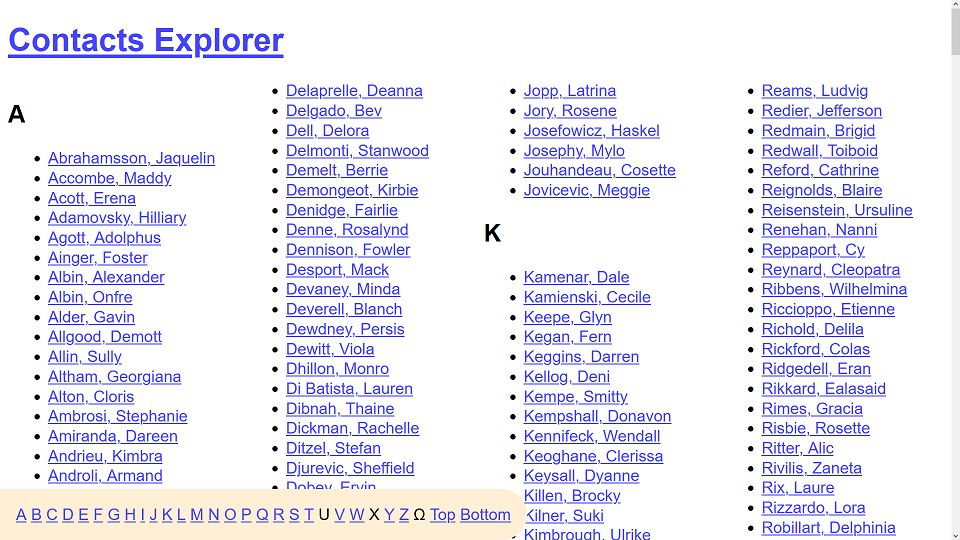 Contacts Explorer
A
Abrahamsson, Jaquelin
Accombe, Maddy
Acott, Erena
Adamovsky, Hilliary
Agott, Adolphus
Ainger, Foster
Albin, Alexander
Albin, Onfre
Alder, Gavin
Allgood, Demott
Allin, Sully
Altham, Georgiana
Alton, Cloris
Ambrosi, Stephanie
Amiranda, Dareen
Andrieu, Kimbra
Androli, Armand
Delaprelle, Deanna
Delgado, Bev
Dell, Delora
Delmonti, Stanwood
Demelt, Berrie
Demongeot, Kirbie
Denidge, Fairlie
Denne, Rosalynd
Dennison, Fowler
Desport, Mack
Devaney, Minda
Deverell, Blanch
Dewdney, Persis
Dewitt, Viola
Dhillon, Monro
Di Batista, Lauren
Dibnah, Thaine
Dickman, Rachelle
Ditzel, Stefan
Djurevic, Sheffield
Dobey, Ervin
Jopp, Latrina
Jory, Rosene
Josefowicz, Haskel
Josephy, Mylo
Jouhandeau, Cosette
Jovicevic, Meggie
K
Kamenar, Dale
Kamienski, Cecile
Keepe, Glyn
Kegan, Fern
Keggins, Darren
Kellog, Deni
Kempe, Smitty
Kempshall, Donavon
Kennifeck, Wendall
Keoghane, Clerissa
Keysall, Dyanne
Killen, Brocky
Kilner, Suki
Kimbrough, Ulrike
Reams, Ludvig
Redier, Jefferson
Redmain, Brigid
Redwall, Toiboid
Reford, Cathrine
Reignolds, Blaire
Reisenstein, Ursuline
Renehan, Nanni
Reppaport, Cy
Reynard, Cleopatra
Ribbens, Wilhelmina
Riccioppo, Etienne
Richold, Delila
Rickford, Colas
Ridgedell, Eran
Rikkard, Ealasaid
Rimes, Gracia
Risbie, Rosette
Ritter, Alic
Rivilis, Zaneta
Rix, Laure
Rizzardo, Lora
Robillart, Delphinia
A B C D E F G H I J K L M N O P Q R S T U V W X Y Z Ω Top Bottom